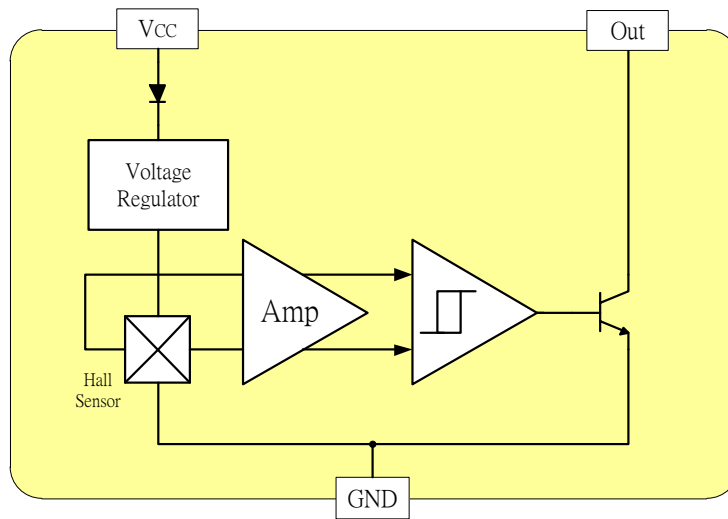 VCC
Out
Voltage
Regulator
Amp
Hall
Sensor
GND